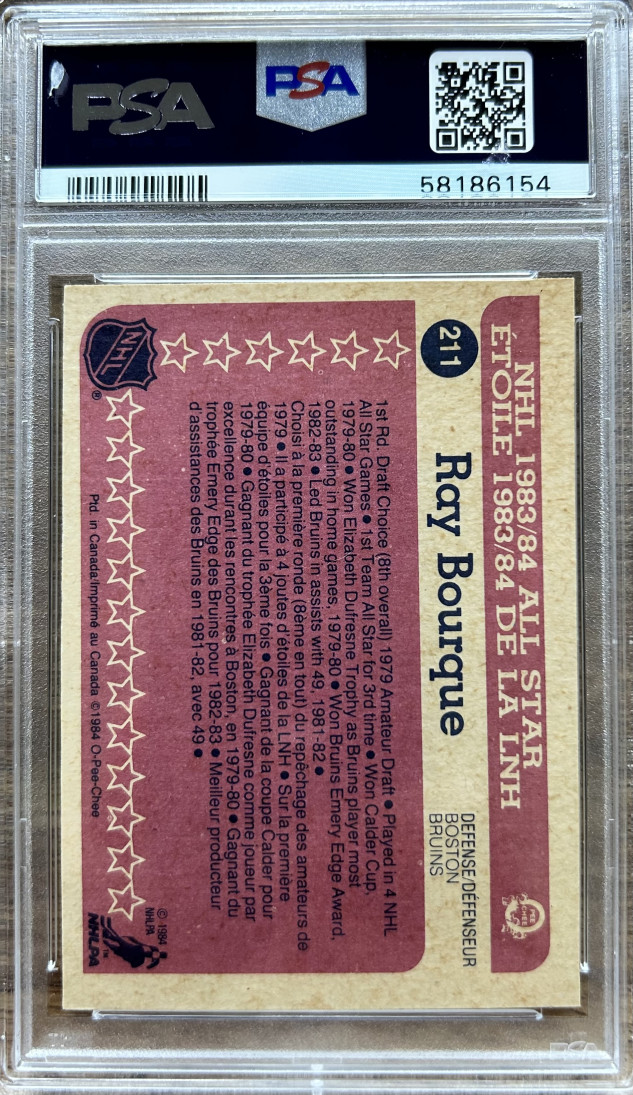 PSA
PSA
58186154
NHL 1983/84 ALL STAR
ÉTOILE 1983/84 DE LA LNH
O PEE CHEE
211
Ray Bourque
DEFENSE/DÉFENSEUR
BOSTON
BRUINS
1st Rd. Draft Choice (8th overall) 1979 Amateur Draft ● Played in 4 NHL
All Star Games ● 1st Team All Star for 3rd time ● Won Calder Cup,
1979-80 ● Won Elizabeth Dufresne Trophy as Bruins player most
outstanding in home games, 1979-80 ● Won Bruins Emery Edge Award,
1982-83 ● Led Bruins in assists with 49, 1981-82 ●
Choisi à la première ronde (8ème en tout) du repêchage des amateurs de
1979 ● Il a participé à 4 joutes d'étoiles de la LNH ● Sur la première
équipe d'étoiles pour la 3ème fois ● Gagnant de la coupe Calder pour
1979-80 ● Gagnant du trophée Elizabeth Dufresne comme joueur par
excellence durant les rencontres à Boston, en 1979-80 ● Gagnant du
trophée Emery Edge des Bruins pour 1982-83 ● Meilleur producteur
d'assistances des Bruins en 1981-82, avec 49 ●
NHL
®
Ptd. in Canada/Imprimé au Canada ©1984 O-Pee-Chee
© 1984
NHLPA
NHLPA
™
PSA